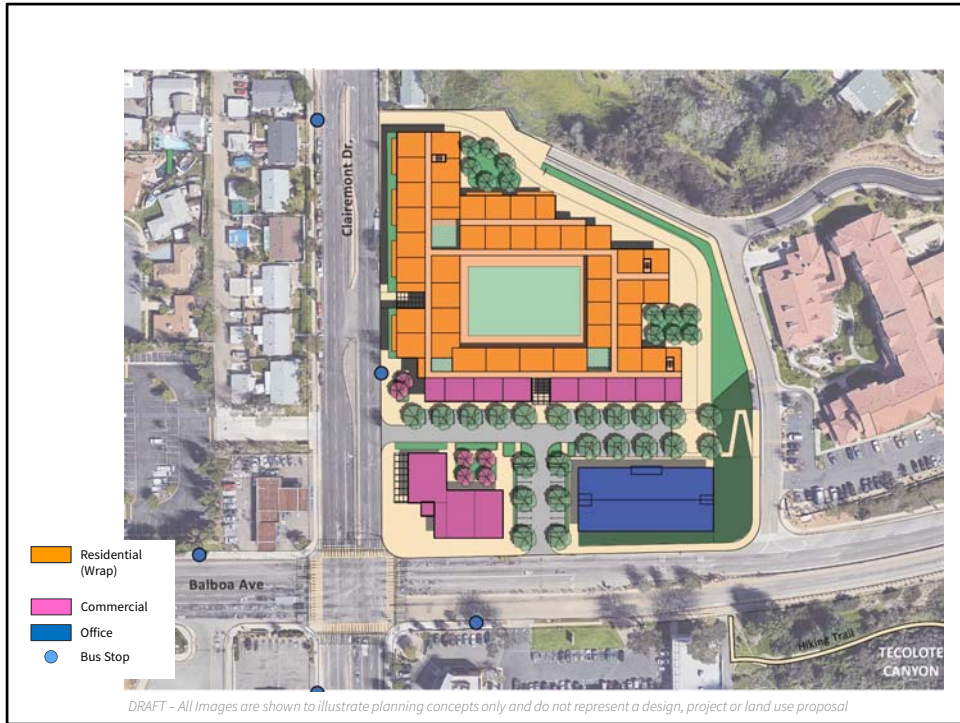 Clairemont Dr.
Residential
(Wrap)
Balboa Ave
Commercial
Office
Bus Stop
Hiking Trail
TECOLOTE
CANYON
DRAFT – All Images are shown to illustrate planning concepts only and do not represent a design, project or land use proposal